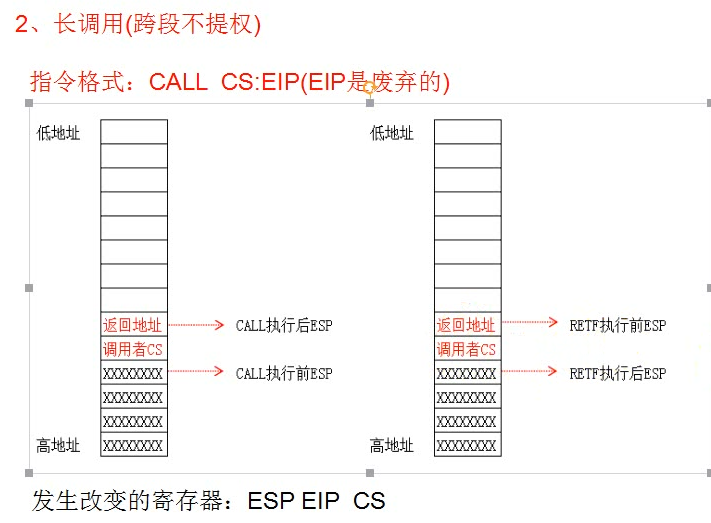 2、长调用(跨段不提权)
指令格式：CALL CS:EIP(EIP是废弃的)
低地址
低地址
返回地址
CALL执行后ESP
返回地址
RETF执行前ESP
调用者CS
调用者CS
XXXXXXXX
CALL执行前ESP
XXXXXXXX
RETF执行后ESP
XXXXXXXX
XXXXXXXX
XXXXXXXX
XXXXXXXX
高地址
XXXXXXXX
高地址
XXXXXXXX
发生改变的寄存器：ESP EIP CS